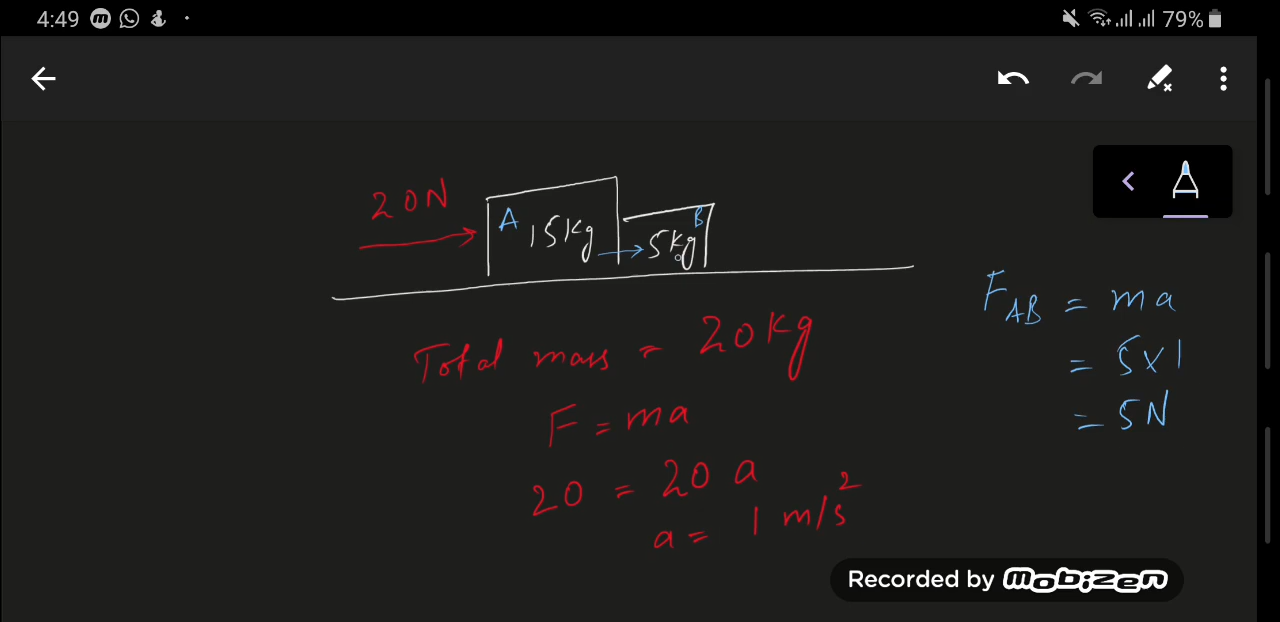 4:49
79%
20N
A 15kg
B
5kg
F AB = ma
= 5x1
= 5N
Total mass = 20kg
F = ma
20 = 20 a
a = 1 m/s²
Recorded by mobizen